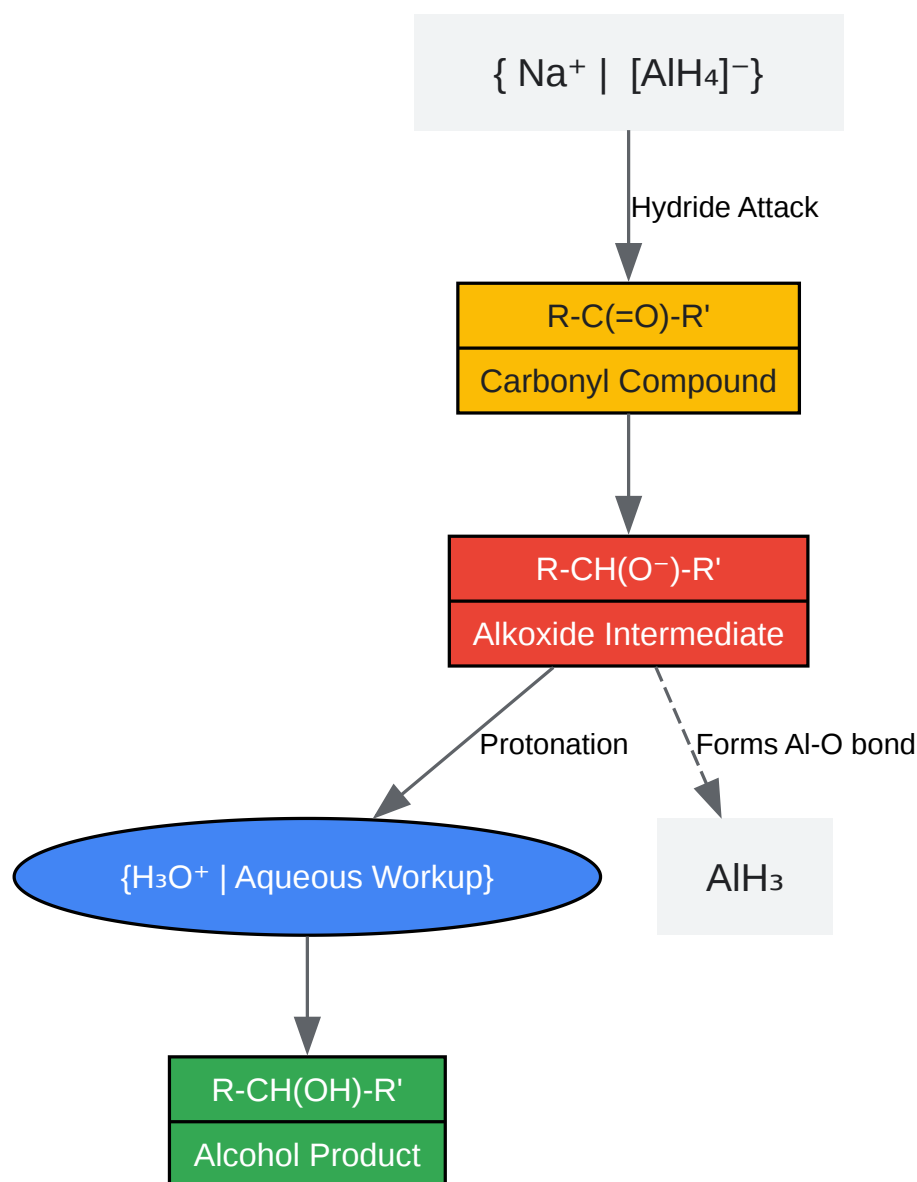 { Na⁺ |  [AlH₄]⁻}
Hydride Attack
R-C(=O)-R'
Carbonyl Compound
R-CH(O⁻)-R'
Alkoxide Intermediate
Protonation
Forms Al-O bond
{H₃O⁺ | Aqueous Workup}
AlH₃
R-CH(OH)-R'
Alcohol Product